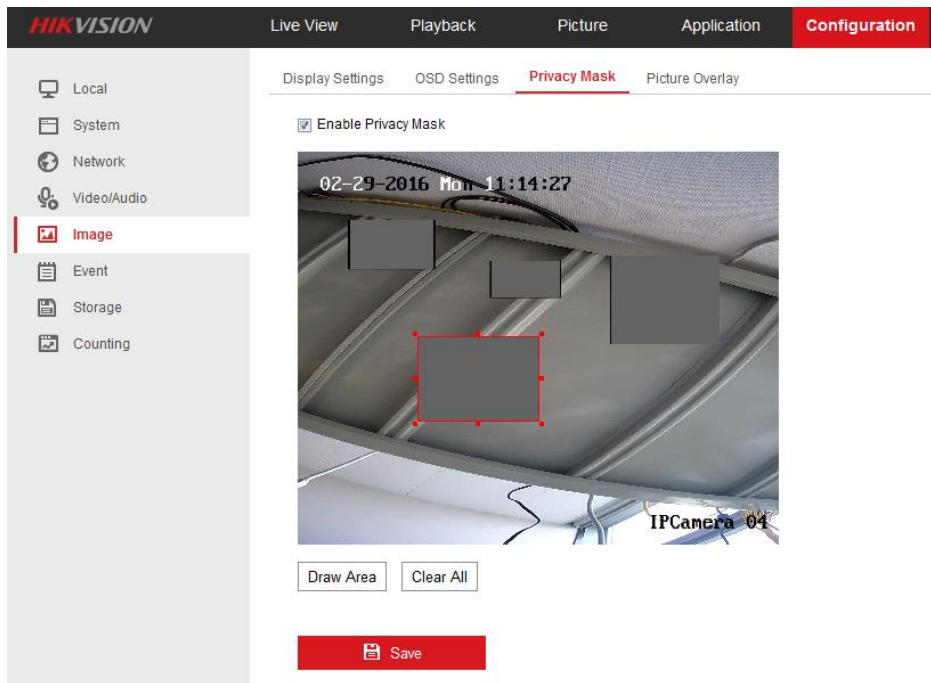 HIKVISION
Live View Playback Picture Application Configuration
Display Settings OSD Settings Privacy Mask Picture Overlay
Local
System
Network
Video/Audio
Image
Event
Storage
Counting
Enable Privacy Mask
02-29-2016 Mon 11:14:27
IPCamera 04
Draw Area Clear All
Save